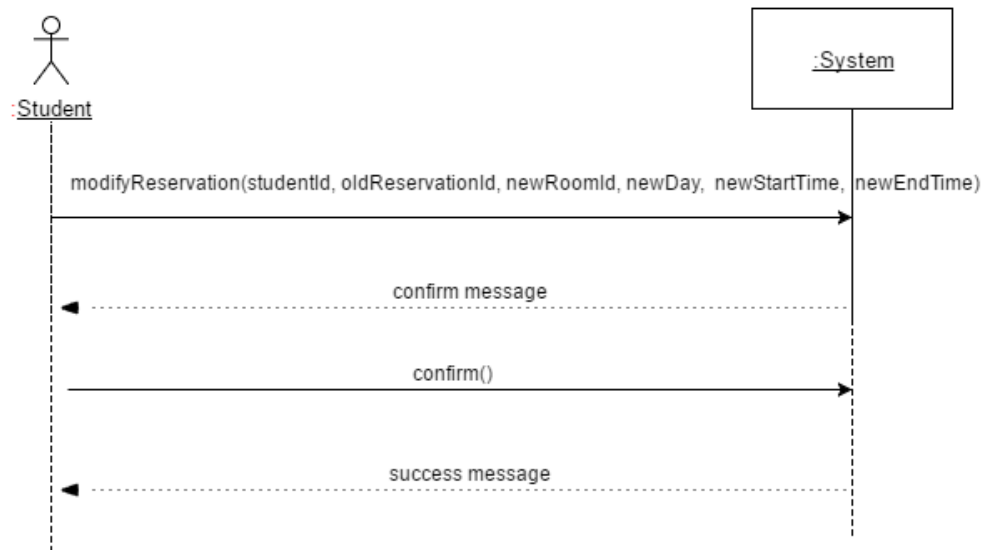 :System
:Student
modifyReservation(studentId, oldReservationId, newRoomId, newDay, newStartTime, newEndTime)
confirm message
confirm()
success message